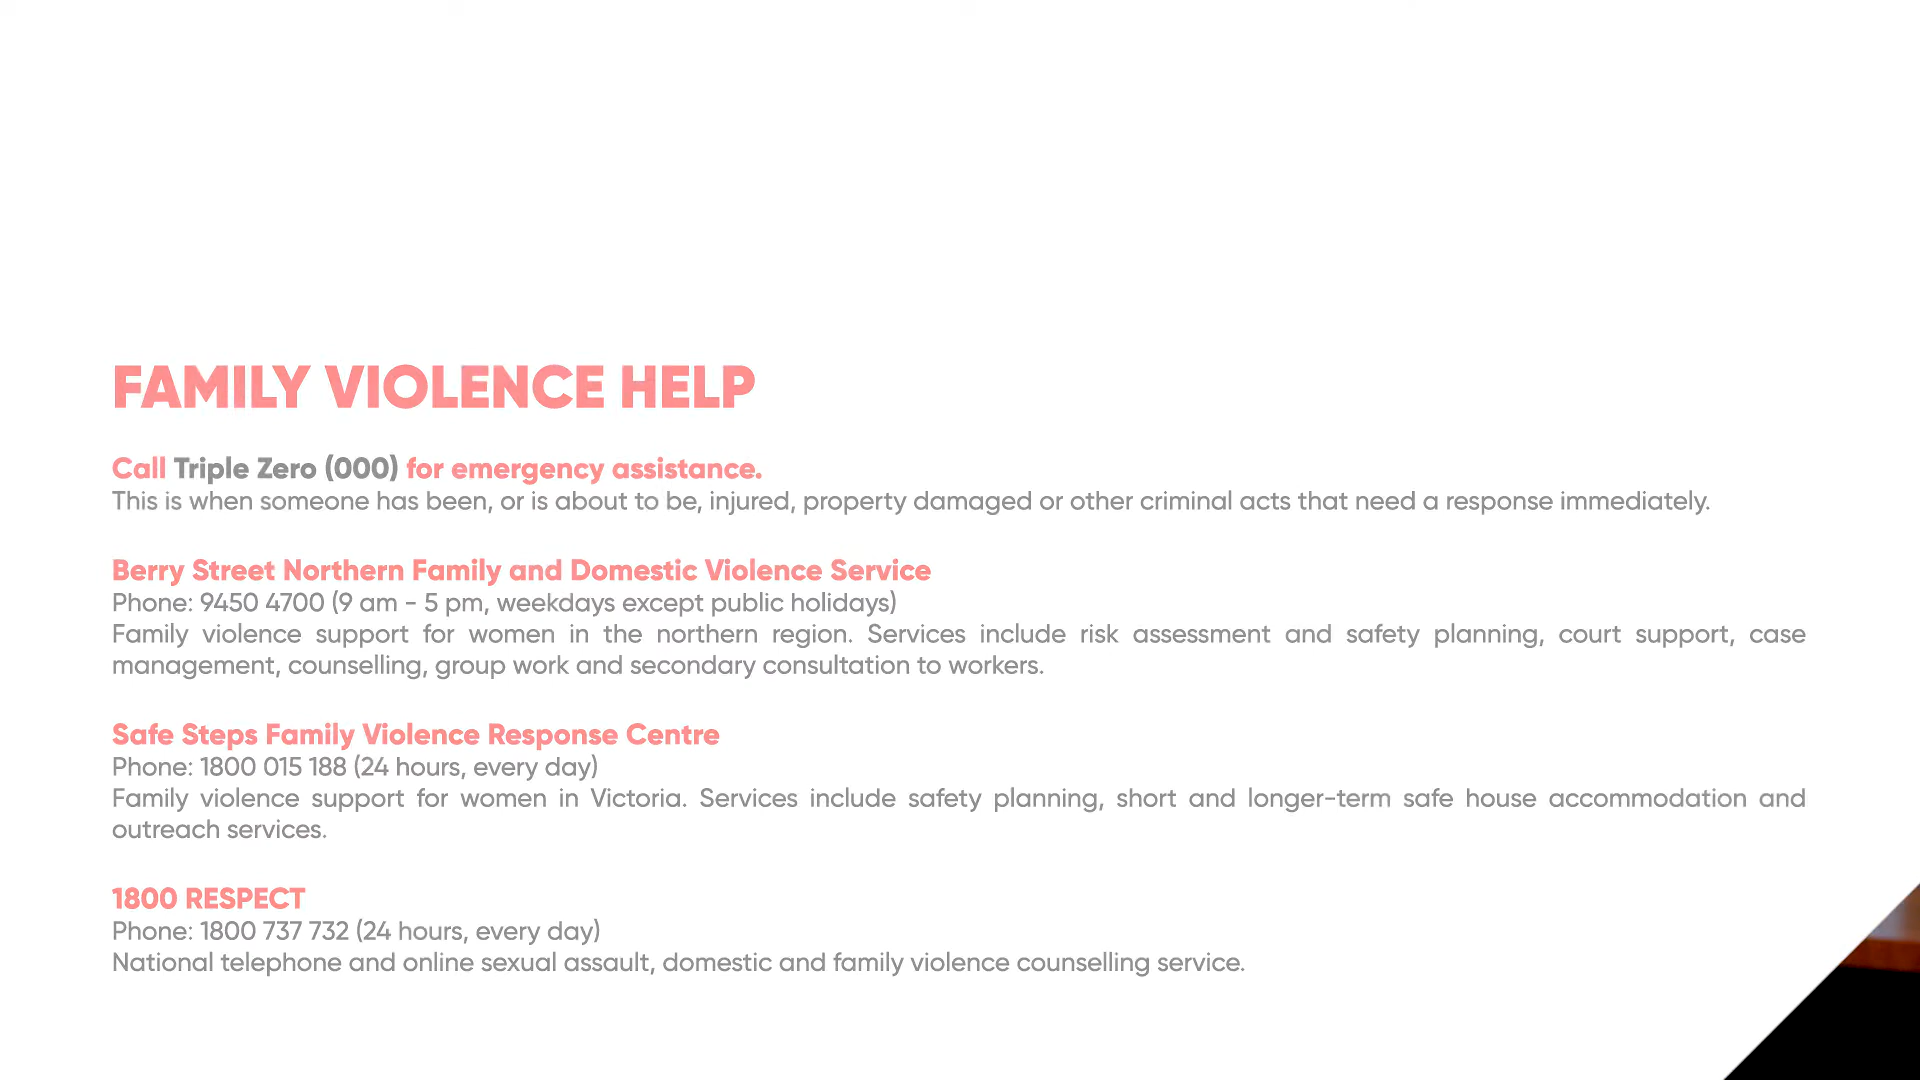 FAMILY VIOLENCE HELP
Call Triple Zero (000) for emergency assistance.
This is when someone has been, or is about to be, injured, property damaged or other criminal acts that need a response immediately.
Berry Street Northern Family and Domestic Violence Service
Phone: 9450 4700 (9 am - 5 pm, weekdays except public holidays)
Family violence support for women in the northern region. Services include risk assessment and safety planning, court support, case
management, counselling, group work and secondary consultation to workers.
Safe Steps Family Violence Response Centre
Phone: 1800 015 188 (24 hours, every day)
Family violence support for women in Victoria. Services include safety planning, short and longer-term safe house accommodation and
outreach services.
1800 RESPECT
Phone: 1800 737 732 (24 hours, every day)
National telephone and online sexual assault, domestic and family violence counselling service.